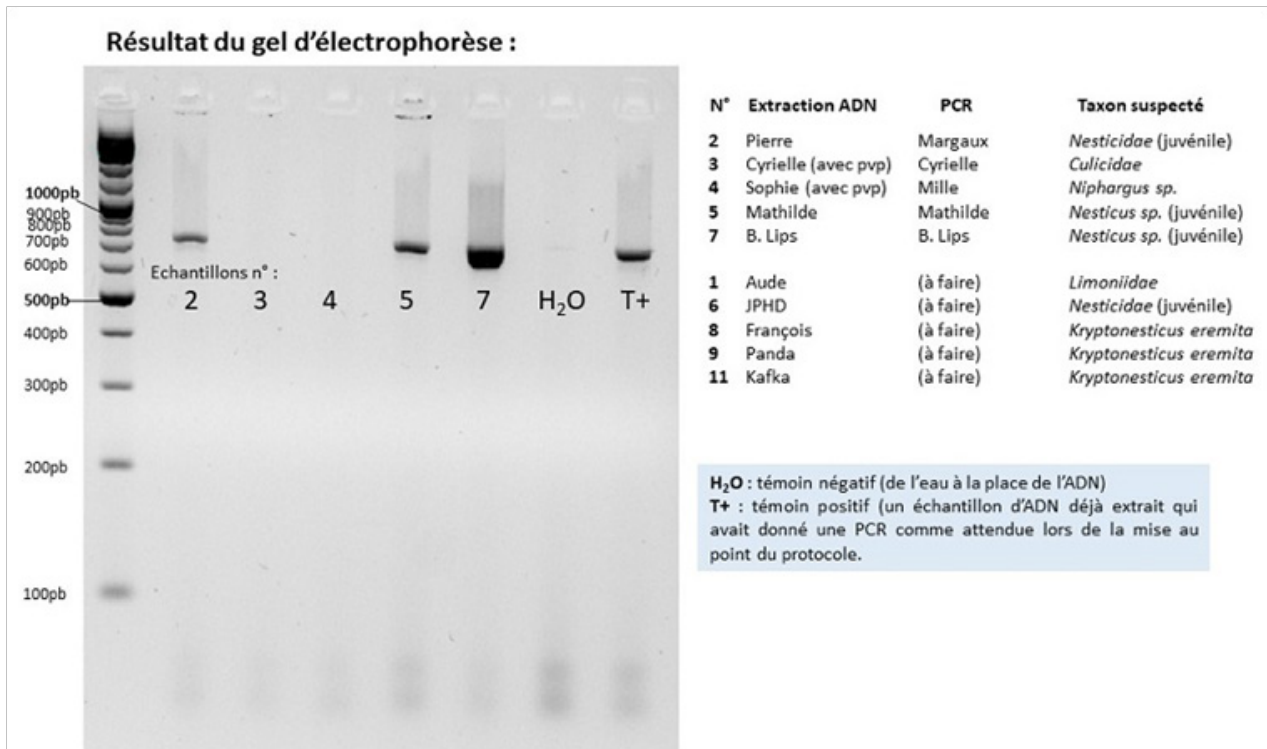 Résultat du gel d'électrophorèse :
1000pb
900pb
800pb
700pb
600pb
500pb
400pb
300pb
200pb
100pb
Echantillons n° :
2 3 4 5 7 H₂O T+
N° Extraction ADN PCR Taxon suspecté
2 Pierre Margaux Nesticidae (juvénile)
3 Cyrielle (avec pvp) Cyrielle Culicidae
4 Sophie (avec pvp) Mille Niphargus sp.
5 Mathilde Mathilde Nesticus sp. (juvénile)
7 B. Lips B. Lips Nesticus sp. (juvénile)
1 Aude (à faire) Limoniidae
6 JPHD (à faire) Nesticidae (juvénile)
8 François (à faire) Kryptonesticus eremita
9 Panda (à faire) Kryptonesticus eremita
11 Kafka (à faire) Kryptonesticus eremita
H₂O : témoin négatif (de l'eau à la place de l'ADN)
T+ : témoin positif (un échantillon d'ADN déjà extrait qui
avait donné une PCR comme attendue lors de la mise au
point du protocole.